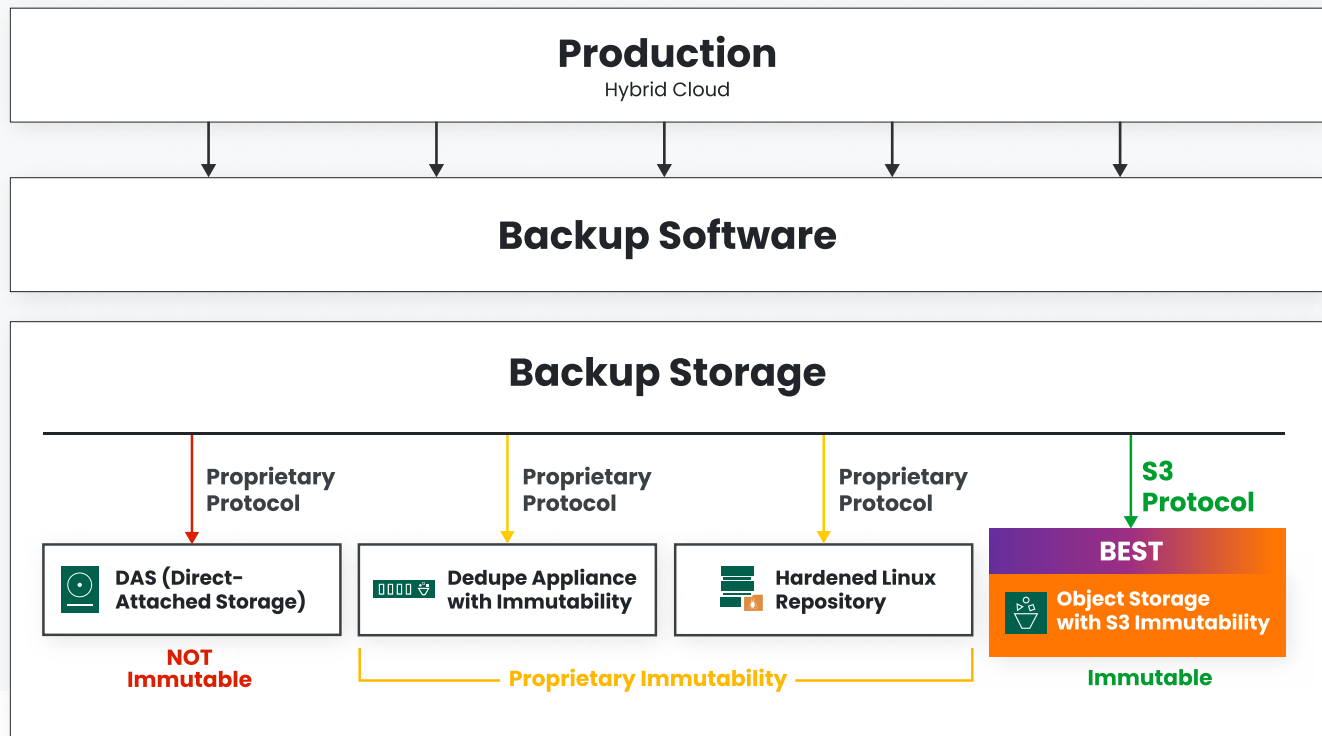 Production
Hybrid Cloud
Backup Software
Backup Storage
Proprietary
Protocol
Proprietary
Protocol
Proprietary
Protocol
S3
Protocol
DAS (Direct-
Attached Storage)
Dedupe Appliance
with Immutability
Hardened Linux
Repository
BEST
Object Storage
with S3 Immutability
NOT
Immutable
Proprietary Immutability
Immutable